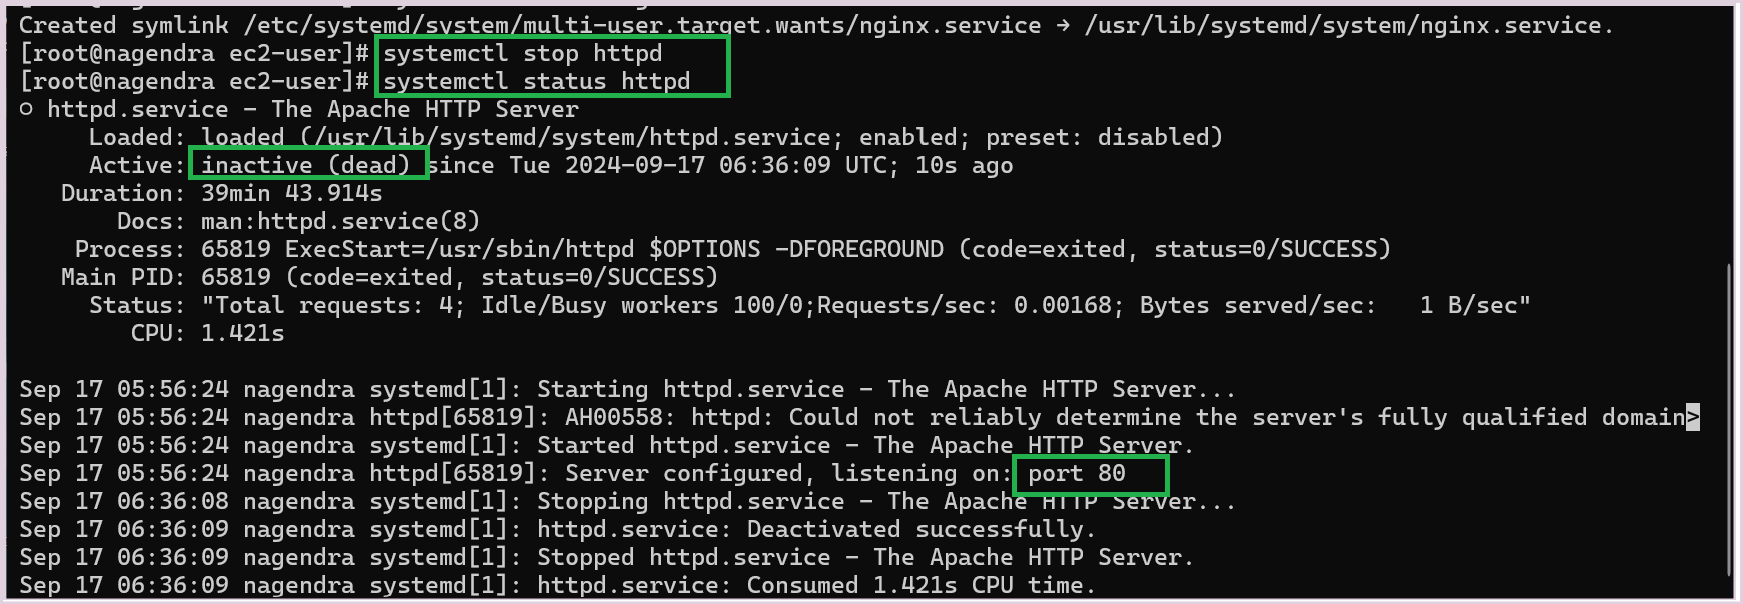 Created symlink /etc/systemd/system/multi-user.target.wants/nginx.service → /usr/lib/systemd/system/nginx.service.
[root@nagendra ec2-user]# systemctl stop httpd
[root@nagendra ec2-user]# systemctl status httpd
○ httpd.service - The Apache HTTP Server
Loaded: loaded (/usr/lib/systemd/system/httpd.service; enabled; preset: disabled)
Active: inactive (dead) since Tue 2024-09-17 06:36:09 UTC; 10s ago
Duration: 39min 43.914s
Docs: man:httpd.service(8)
Process: 65819 ExecStart=/usr/sbin/httpd $OPTIONS -DFOREGROUND (code=exited, status=0/SUCCESS)
Main PID: 65819 (code=exited, status=0/SUCCESS)
Status: "Total requests: 4; Idle/Busy workers 100/0;Requests/sec: 0.00168; Bytes served/sec:   1 B/sec"
CPU: 1.421s
Sep 17 05:56:24 nagendra systemd[1]: Starting httpd.service - The Apache HTTP Server...
Sep 17 05:56:24 nagendra httpd[65819]: AH00558: httpd: Could not reliably determine the server's fully qualified domain>
Sep 17 05:56:24 nagendra systemd[1]: Started httpd.service - The Apache HTTP Server.
Sep 17 05:56:24 nagendra httpd[65819]: Server configured, listening on: port 80
Sep 17 06:36:08 nagendra systemd[1]: Stopping httpd.service - The Apache HTTP Server...
Sep 17 06:36:09 nagendra systemd[1]: httpd.service: Deactivated successfully.
Sep 17 06:36:09 nagendra systemd[1]: Stopped httpd.service - The Apache HTTP Server.
Sep 17 06:36:09 nagendra systemd[1]: httpd.service: Consumed 1.421s CPU time.